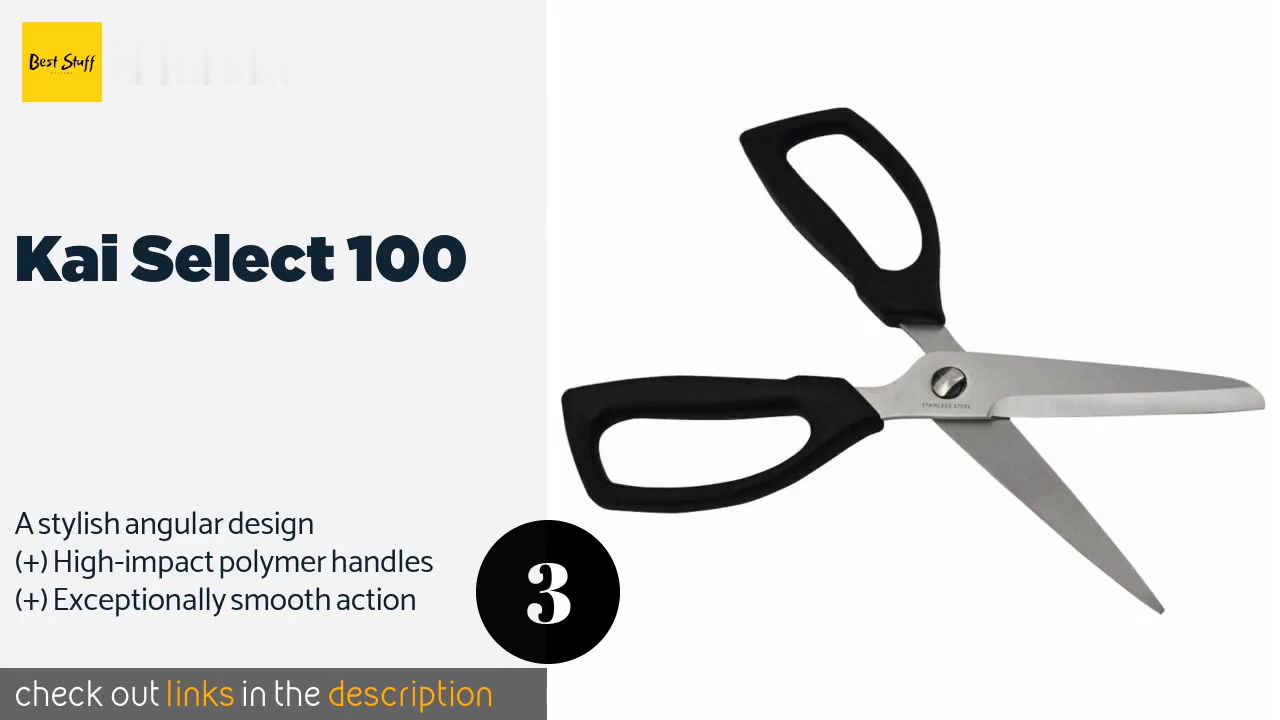 Best Stuff
Kai Select 100
STAINLESS STEEL
A stylish angular design
(+) High-impact polymer handles
(+) Exceptionally smooth action
3
check out links in the description